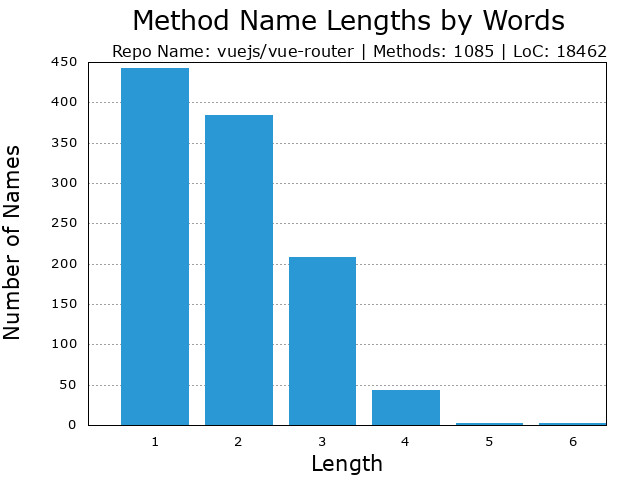 Method Name Lengths by Words
Repo Name: vuejs/vue-router | Methods: 1085 | LoC: 18462
450
400
350
300
250
200
150
100
50
0
Number of Names
1 2 3 4 5 6
Length